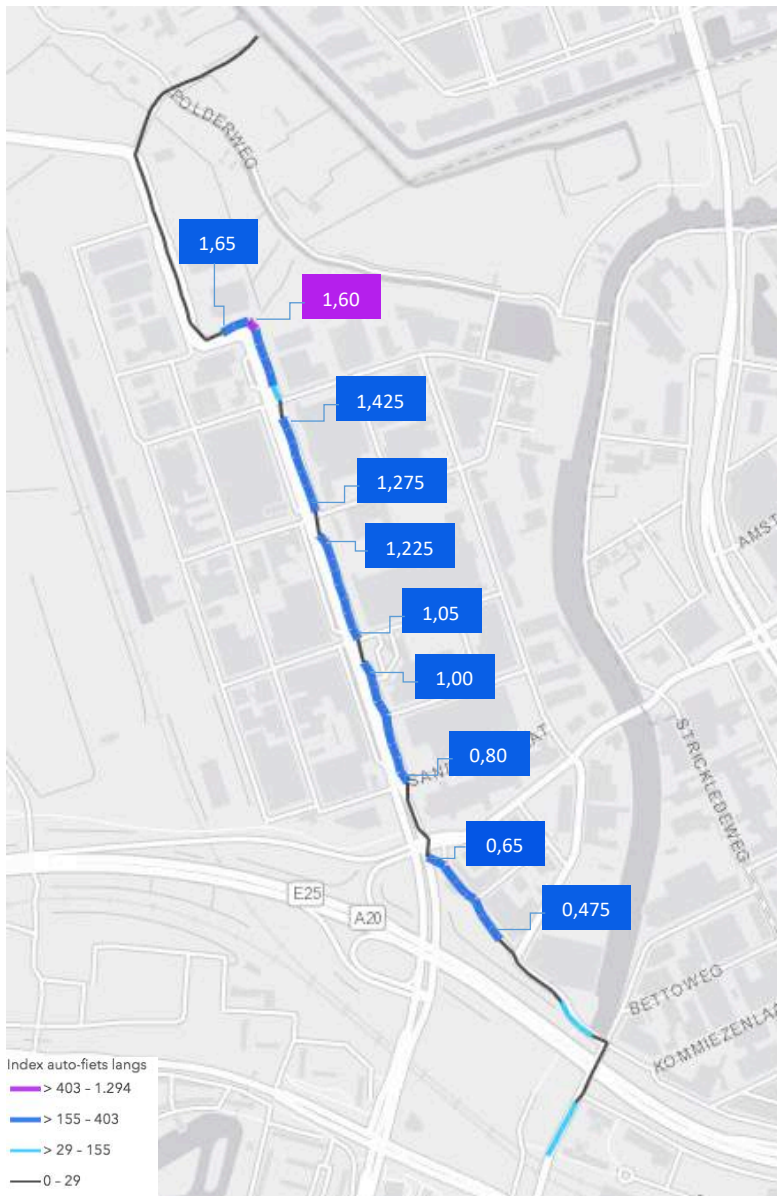 POLDERWEG
1,65
1,60
1,425
1,275
1,225
AMST
1,05
1,00
0,80
SAN
AT
STRICKLEDEWEG
0,65
E25
A20
0,475
BETTOWEG
KOMMIEZENLAA
Index auto-fiets langs
> 403 - 1.294
> 155 - 403
> 29 - 155
0 - 29